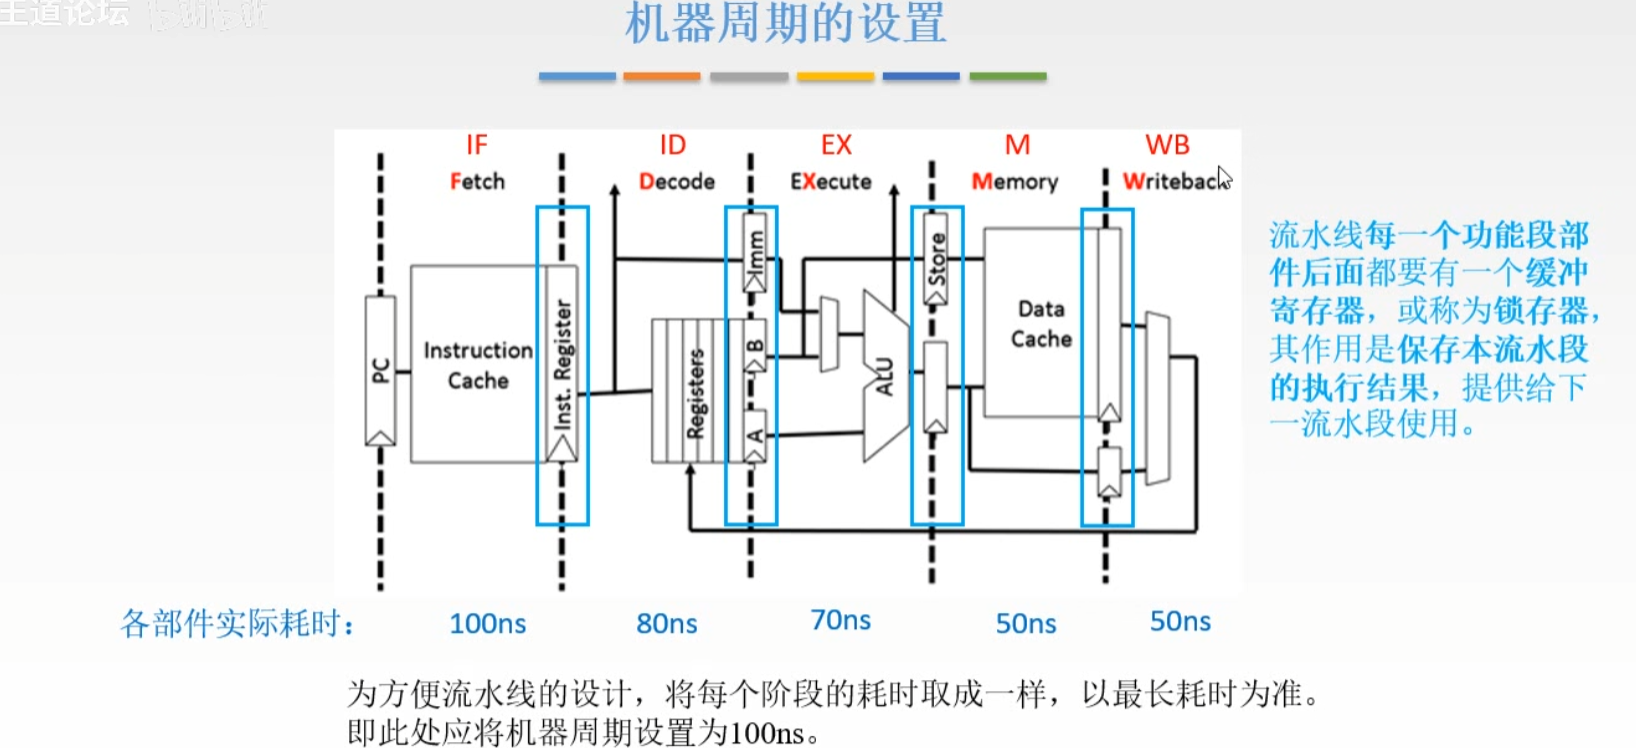 王道论坛
机器周期的设置
IF
ID
EX
M
WB
Fetch
Decode
EXecute
Memory
Writeback
PC
Instruction
Cache
Inst. Register
Registers
Imm
B
A
ALU
Store
Data
Cache
流水线每一个功能段部
件后面都要有一个缓冲
寄存器，或称为锁存器，
其作用是保存本流水段
的执行结果，提供给下
一流水段使用。
各部件实际耗时：
100ns
80ns
70ns
50ns
50ns
为方便流水线的设计，将每个阶段的耗时取成一样，以最长耗时为准。
即此处应将机器周期设置为100ns。